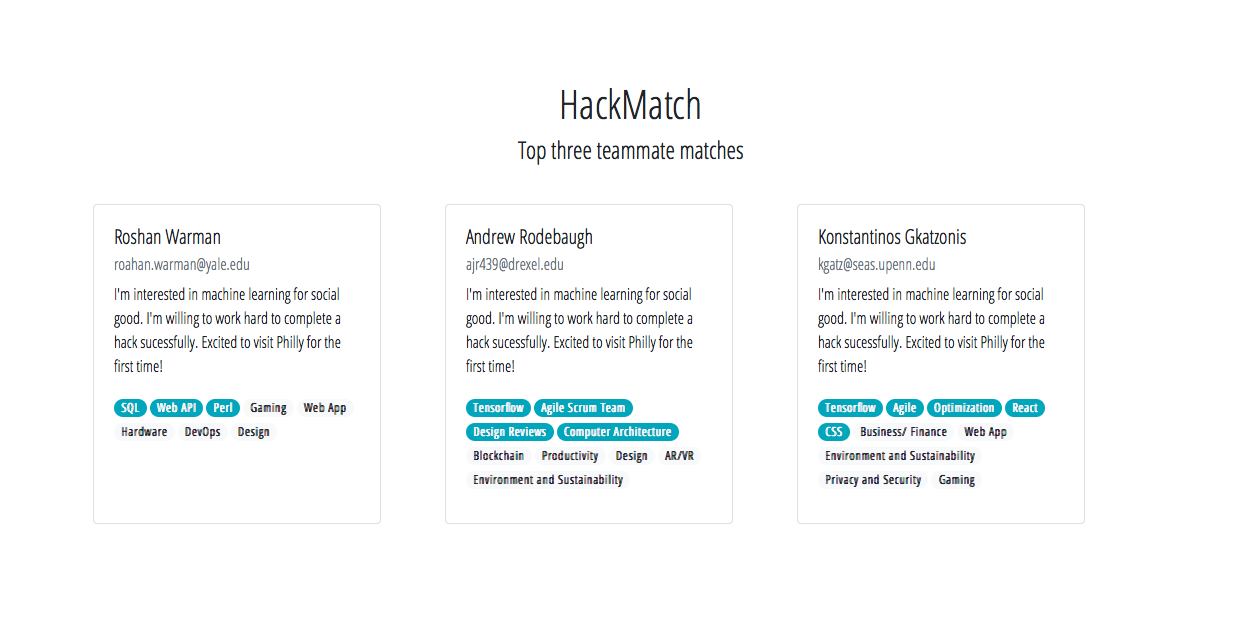 HackMatch
Top three teammate matches
Roshan Warman
roahan.warman@yale.edu
I'm interested in machine learning for social
good. I'm willing to work hard to complete a
hack sucessfully. Excited to visit Philly for the
first time!
SQL Web API Perl Gaming Web App
Hardware DevOps Design
Andrew Rodebaugh
ajr439@drexel.edu
I'm interested in machine learning for social
good. I'm willing to work hard to complete a
hack sucessfully. Excited to visit Philly for the
first time!
Tensorflow Agile Scrum Team
Design Reviews Computer Architecture
Blockchain Productivity Design AR/VR
Environment and Sustainability
Konstantinos Gkatzonis
kgatz@seas.upenn.edu
I'm interested in machine learning for social
good. I'm willing to work hard to complete a
hack sucessfully. Excited to visit Philly for the
first time!
Tensorflow Agile Optimization React
CSS Business/ Finance Web App
Environment and Sustainability
Privacy and Security Gaming